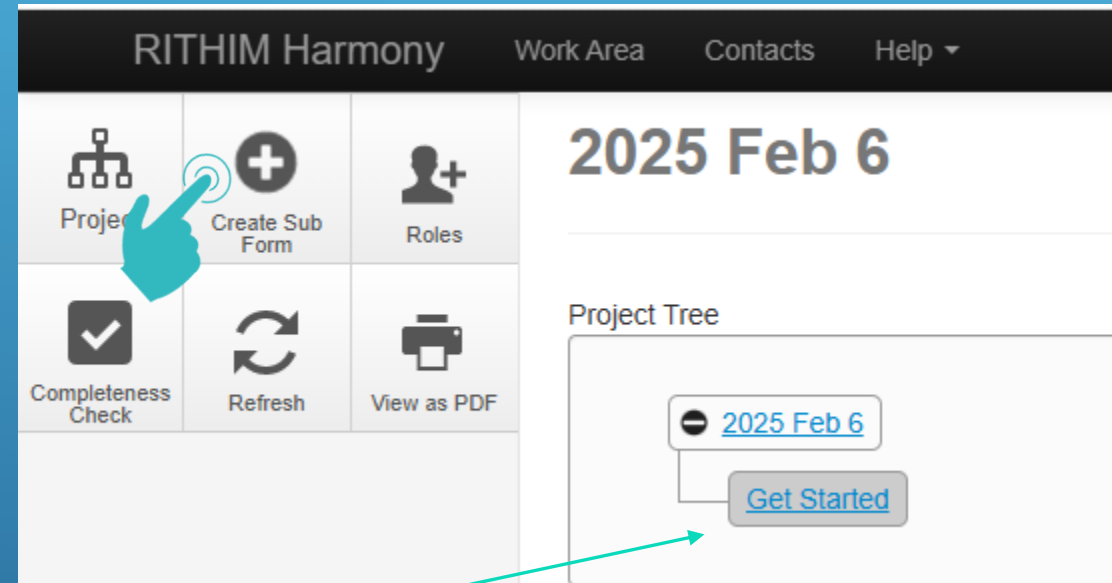 RITHIM Harmony Work Area Contacts Help
2025 Feb 6
Create Sub
Form
Roles
Project Tree
Completeness
Check
Refresh
View as PDF
2025 Feb 6
Get Started